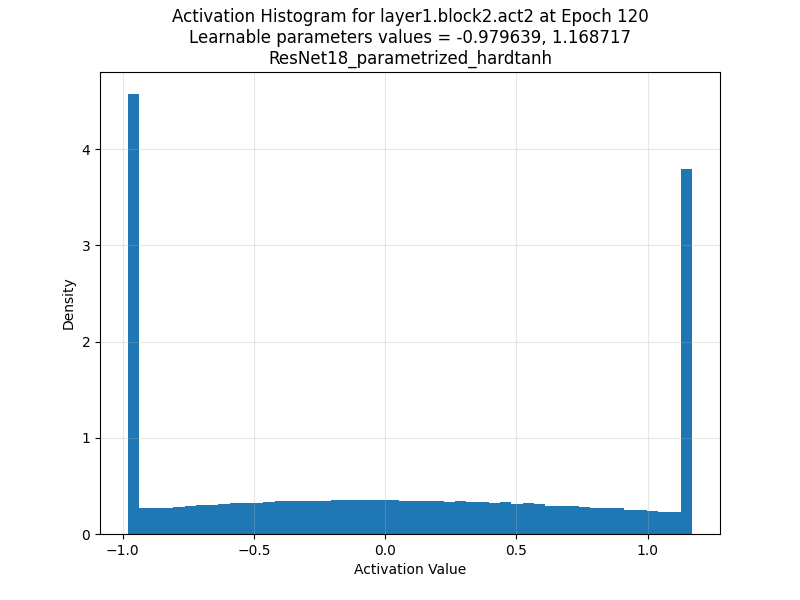 Activation Histogram for layer1.block2.act2 at Epoch 120
Learnable parameters values = -0.979639, 1.168717
ResNet18_parametrized_hardtanh
4
3
2
1
0
Density
−1.0 −0.5 0.0 0.5 1.0
Activation Value